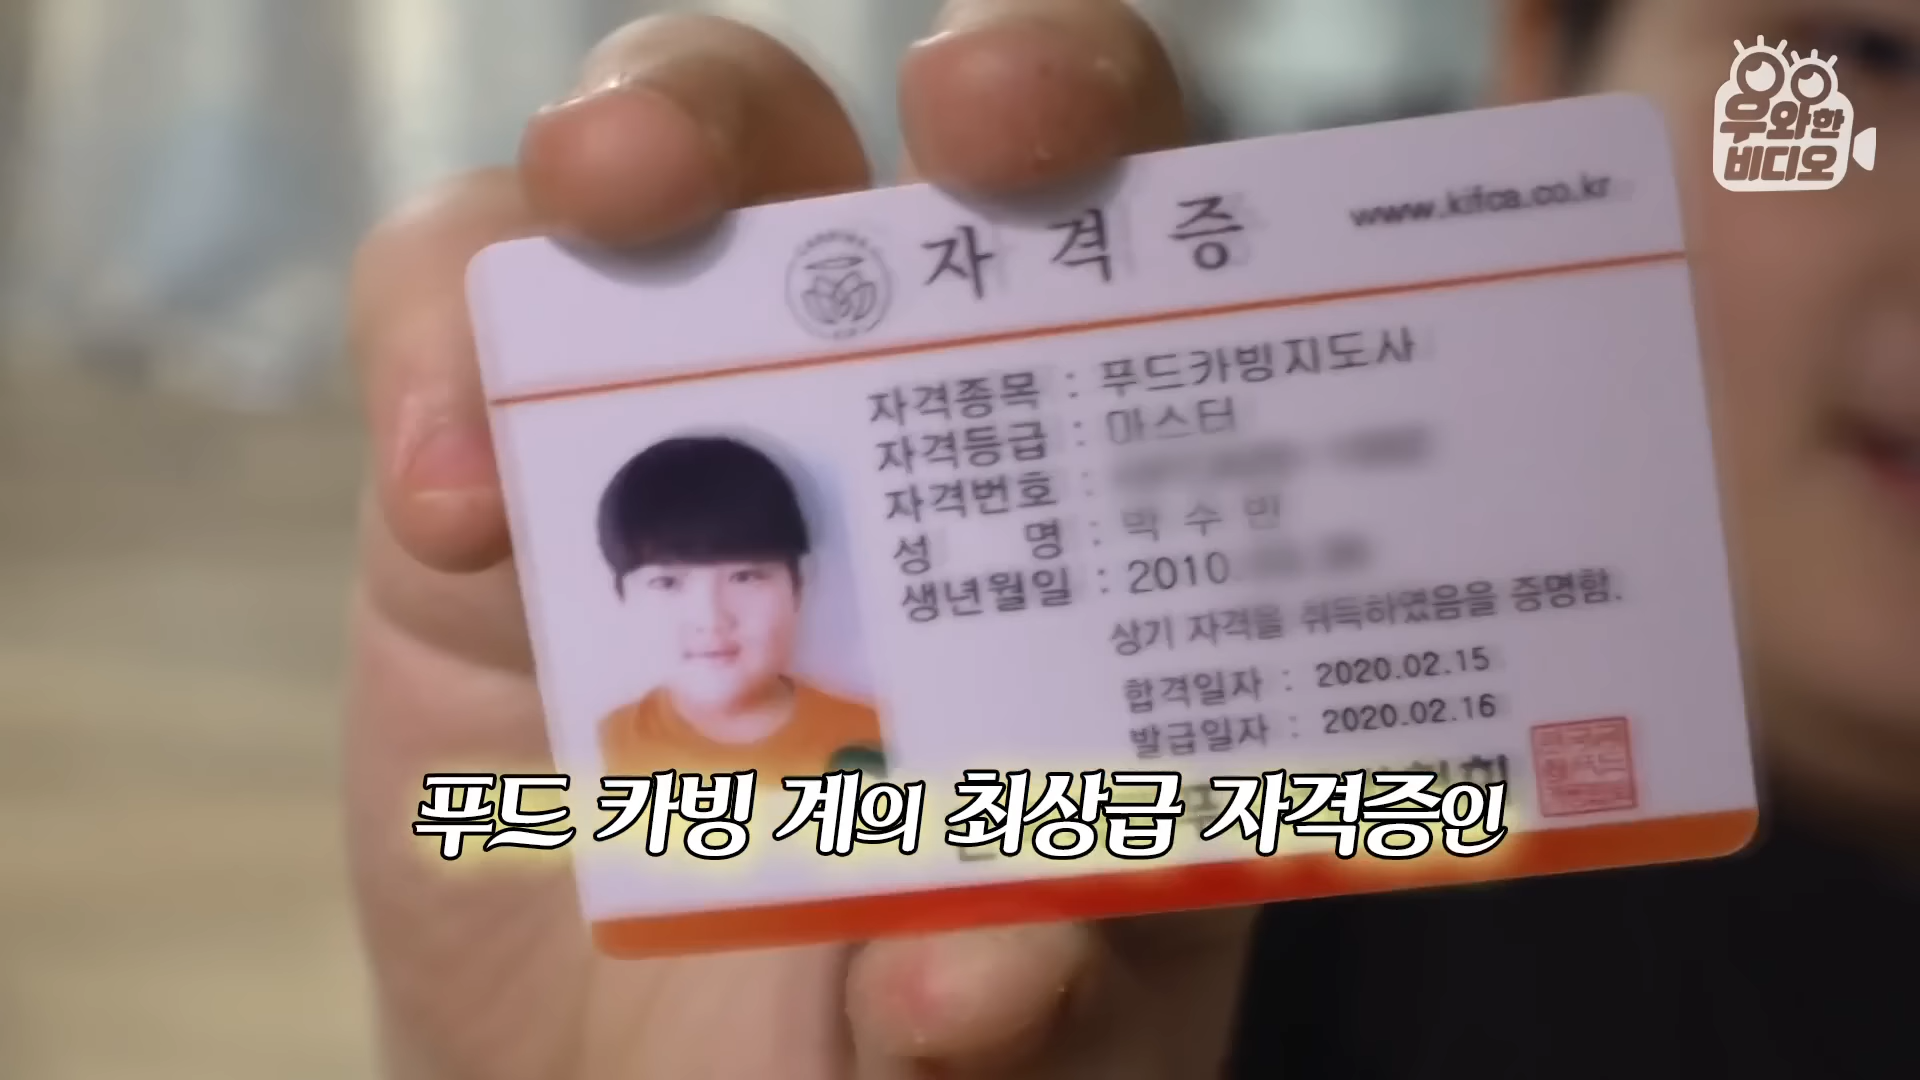 우와한
비디오
자격증
www.kifca.co.kr
자격종목 : 푸드카빙지도사
자격등급 : 마스터
자격번호 :
성 명 : 박수빈
생년월일 : 2010
상기 자격을 취득하였음을 증명함.
합격일자 : 2020.02.15
발급일자 : 2020.02.16
푸드 카빙 계의 최상급 자격증인